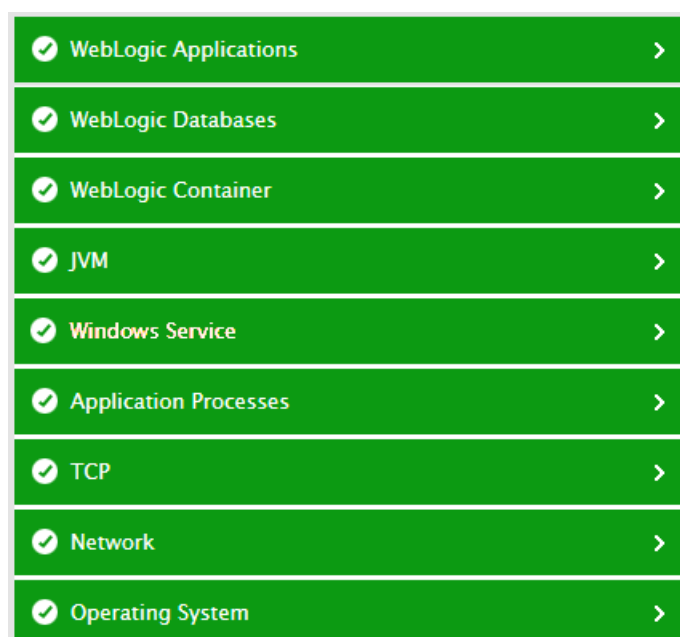 WebLogic Applications
WebLogic Databases
WebLogic Container
JVM
Windows Service
Application Processes
TCP
Network
Operating System